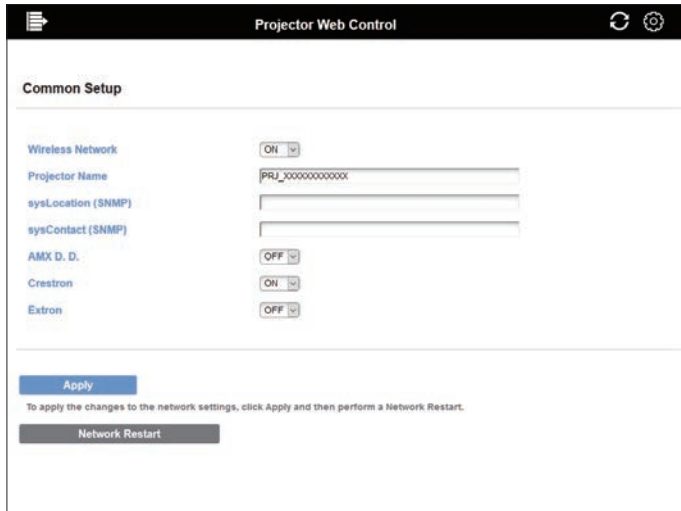 Projector Web Control
Common Setup
Wireless Network ON
Projector Name PRJ_XXXXXXXXXXXX
sysLocation (SNMP)
sysContact (SNMP)
AMX D. D. OFF
Crestron ON
Extron OFF
Apply
To apply the changes to the network settings, click Apply and then perform a Network Restart.
Network Restart